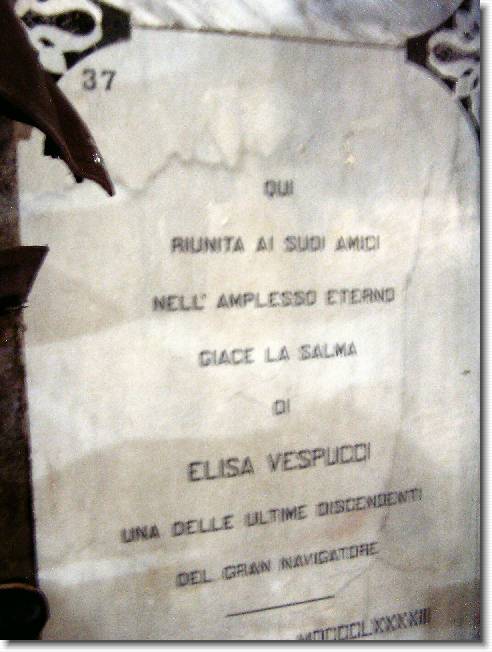 37
QUI
RIUNITA AI SUOI AMICI
NELL' AMPLESSO ETERNO
GIACE LA SALMA
DI
ELISA VESPUCCI
UNA DELLE ULTIME DISCENDENTI
DEL GRAN NAVIGATORE
MDCCCLXXXXIII